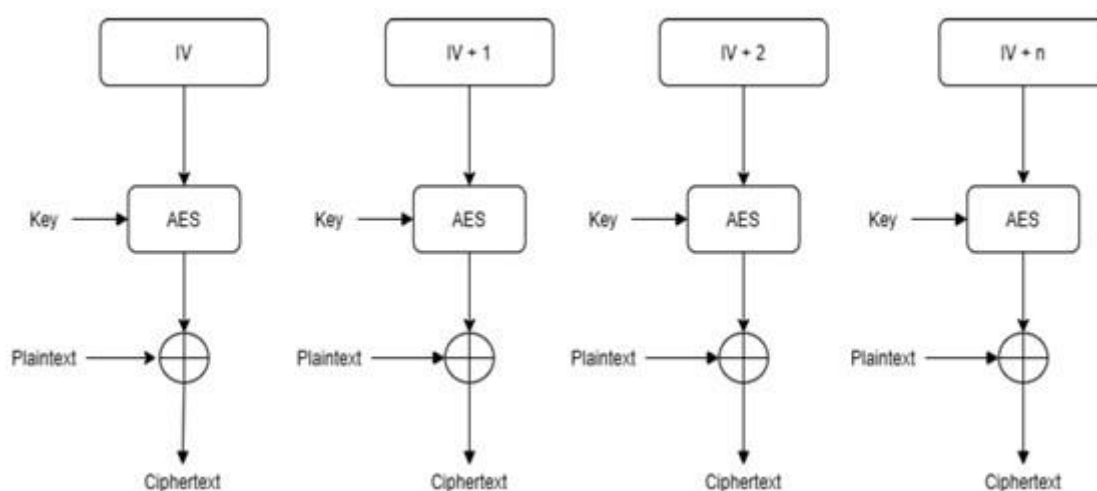 IV
IV + 1
IV + 2
IV + n
Key
AES
Key
AES
Key
AES
Key
AES
Plaintext
Plaintext
Plaintext
Plaintext
Ciphertext
Ciphertext
Ciphertext
Ciphertext